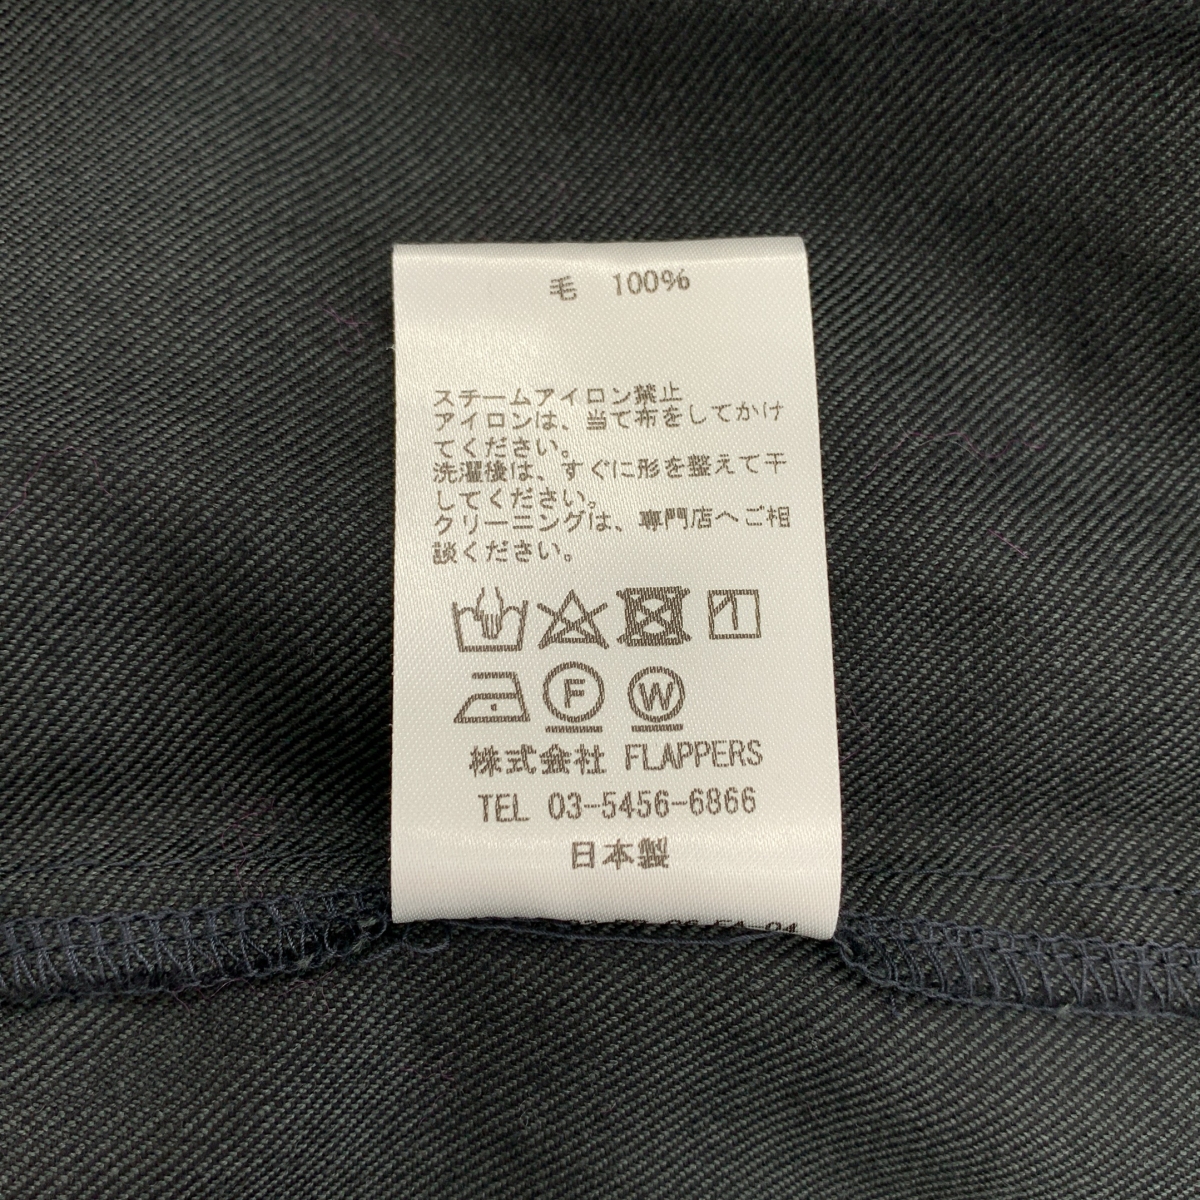 毛 100%
スチームアイロン禁止
アイロンは、当て布をしてかけ
てください。
洗濯後は、すぐに形を整えて干
してください。
クリーニングは、専門店へご相
談ください。
F W
株式会社 FLAPPERS
TEL 03-5456-6866
日本製